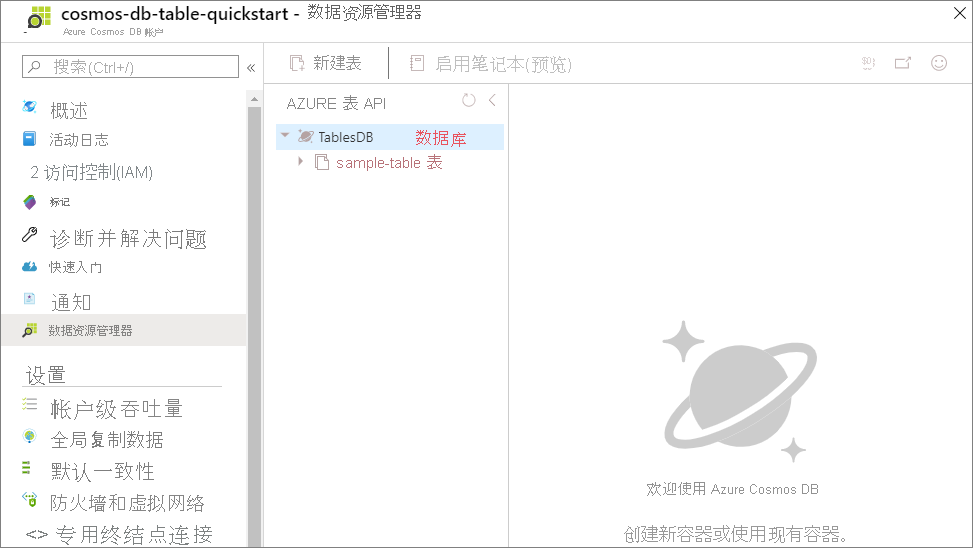 cosmos-db-table-quickstart - 数据资源管理器
Azure Cosmos DB 帐户
搜索(Ctrl+/)
«
概述
活动日志
2 访问控制(IAM)
标记
诊断并解决问题
快速入门
通知
数据资源管理器
设置
帐户级吞吐量
全局复制数据
默认一致性
防火墙和虚拟网络
<> 专用终结点连接
新建表
启用笔记本(预览)
AZURE 表 API
TablesDB 数据库
sample-table 表
欢迎使用 Azure Cosmos DB
创建新容器或使用现有容器。